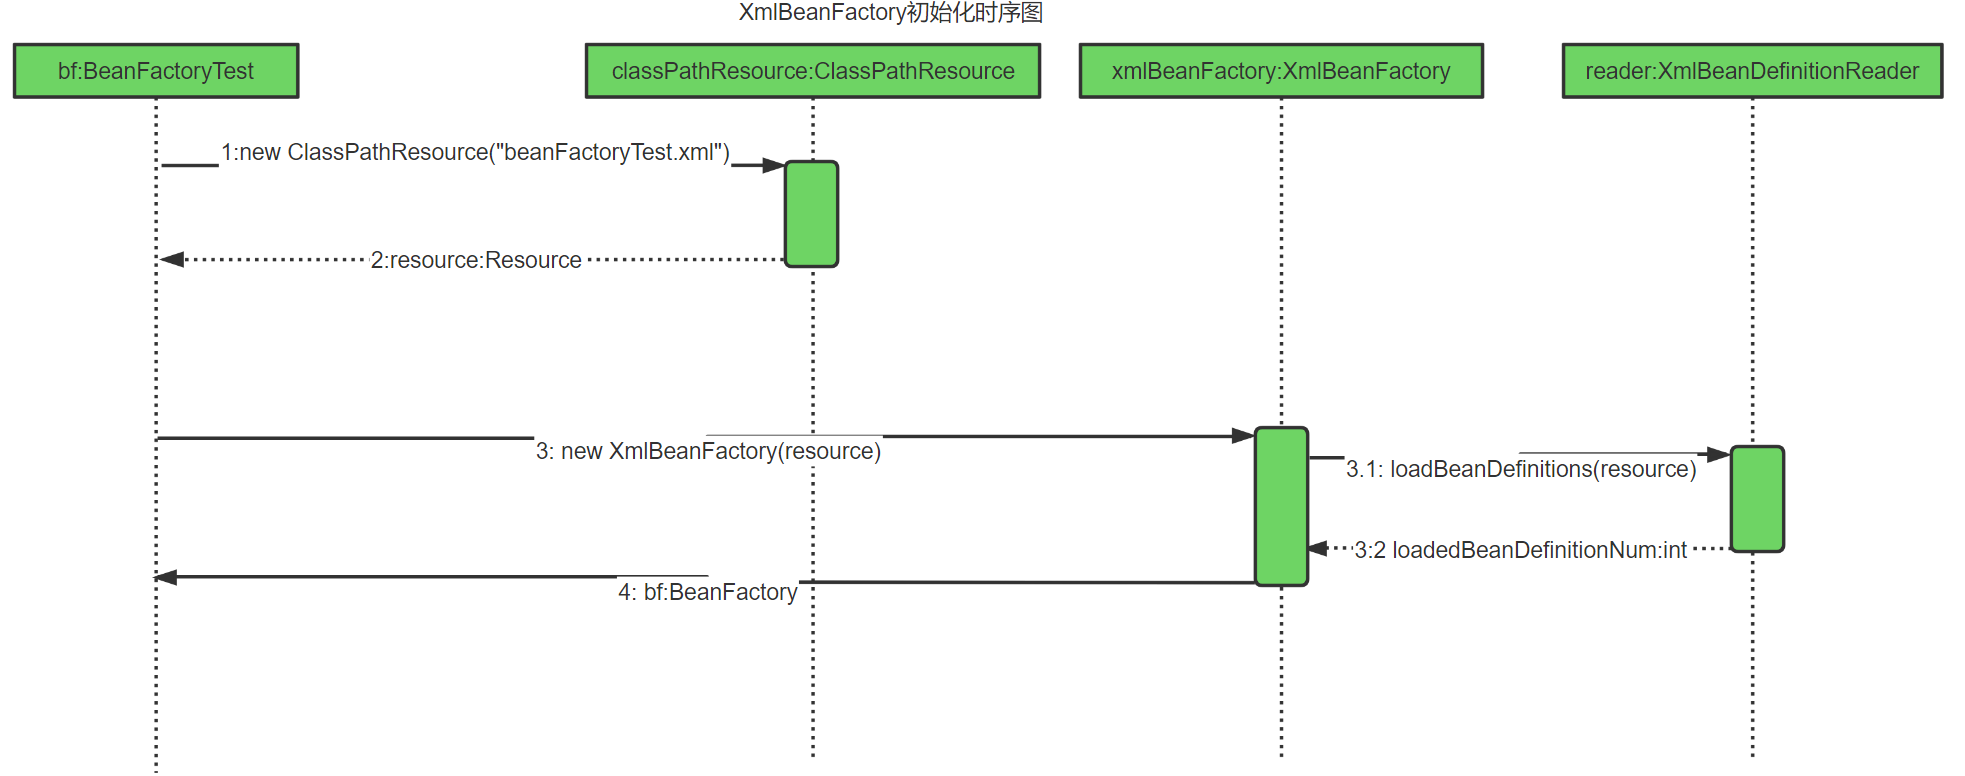 XmlBeanFactory初始化时序图
bf:BeanFactoryTest
classPathResource:ClassPathResource
xmlBeanFactory:XmlBeanFactory
reader:XmlBeanDefinitionReader
1:new ClassPathResource("beanFactoryTest.xml")
2:resource:Resource
3: new XmlBeanFactory(resource)
3.1: loadBeanDefinitions(resource)
3:2 loadedBeanDefinitionNum:int
4: bf:BeanFactory